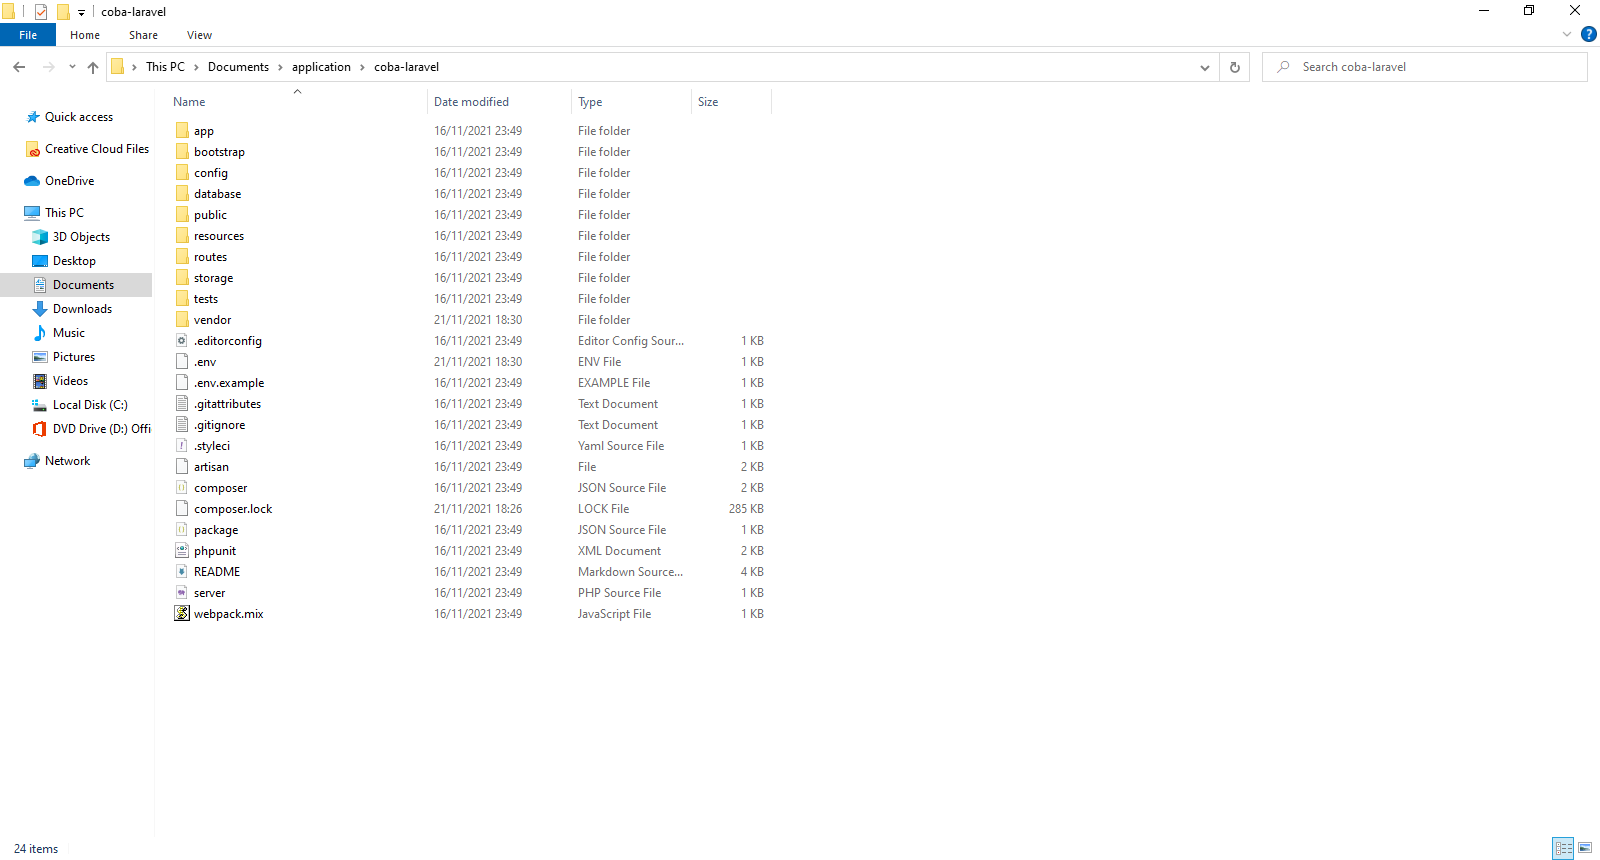 coba-laravel
File Home Share View
This PC Documents application coba-laravel
Search coba-laravel
Quick access
Creative Cloud Files
OneDrive
This PC
3D Objects
Desktop
Documents
Downloads
Music
Pictures
Videos
Local Disk (C:)
DVD Drive (D:) Offi
Network
Name Date modified Type Size
app 16/11/2021 23:49 File folder
bootstrap 16/11/2021 23:49 File folder
config 16/11/2021 23:49 File folder
database 16/11/2021 23:49 File folder
public 16/11/2021 23:49 File folder
resources 16/11/2021 23:49 File folder
routes 16/11/2021 23:49 File folder
storage 16/11/2021 23:49 File folder
tests 16/11/2021 23:49 File folder
vendor 21/11/2021 18:30 File folder
.editorconfig 16/11/2021 23:49 Editor Config Sour... 1 KB
.env 21/11/2021 18:30 ENV File 1 KB
.env.example 16/11/2021 23:49 EXAMPLE File 1 KB
.gitattributes 16/11/2021 23:49 Text Document 1 KB
.gitignore 16/11/2021 23:49 Text Document 1 KB
.styleci 16/11/2021 23:49 Yaml Source File 1 KB
artisan 16/11/2021 23:49 File 2 KB
composer 16/11/2021 23:49 JSON Source File 2 KB
composer.lock 21/11/2021 18:26 LOCK File 285 KB
package 16/11/2021 23:49 JSON Source File 1 KB
phpunit 16/11/2021 23:49 XML Document 2 KB
README 16/11/2021 23:49 Markdown Source... 4 KB
server 16/11/2021 23:49 PHP Source File 1 KB
webpack.mix 16/11/2021 23:49 JavaScript File 1 KB
24 items